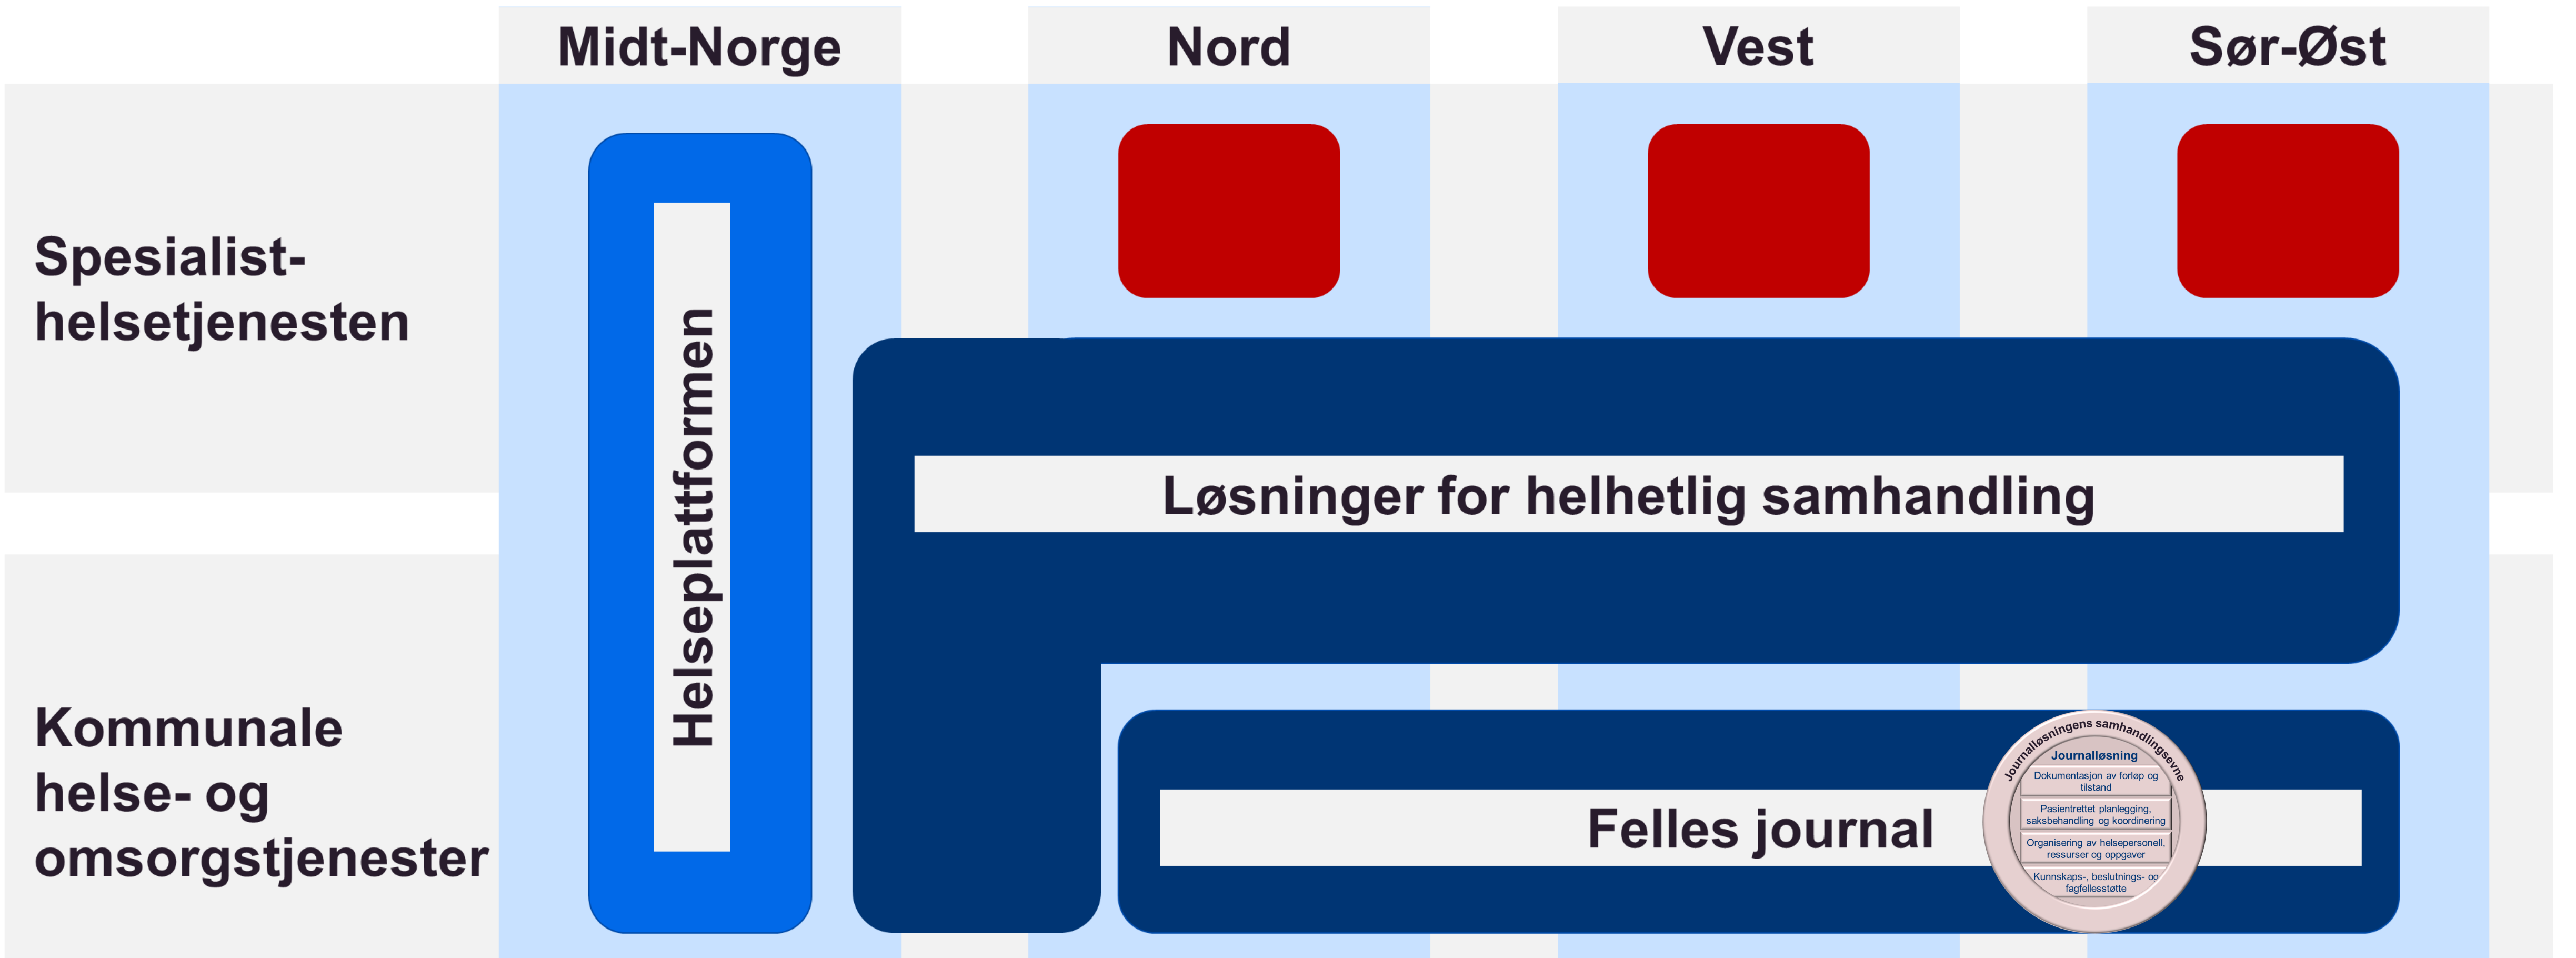 Midt-Norge
Nord
Vest
Sør-Øst
Spesialist-
helsetjenesten
Helseplattformen
Løsninger for helhetlig samhandling
Kommunale
helse- og
omsorgstjenester
Felles journal
Journalløsningens samhandlingsevne
Journalløsning
Dokumentasjon av forløp og
tilstand
Pasientrettet planlegging,
saksbehandling og koordinering
Organisering av helsepersonell,
ressurser og oppgaver
Kunnskaps-, beslutnings- og
fagfellesstøtte